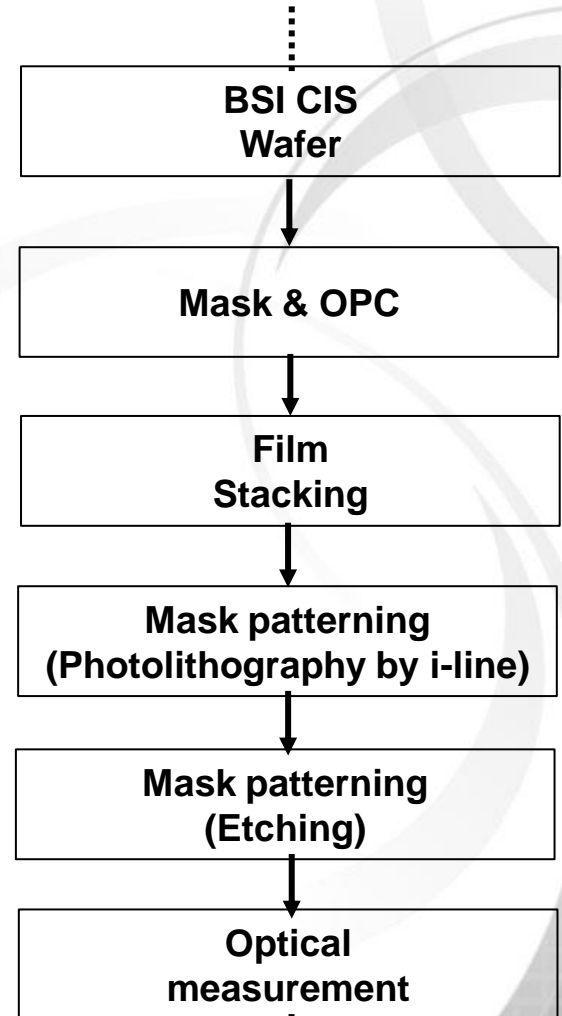 BSI CIS
Wafer
Mask & OPC
Film
Stacking
Mask patterning
(Photolithography by i-line)
Mask patterning
(Etching)
Optical
measurement